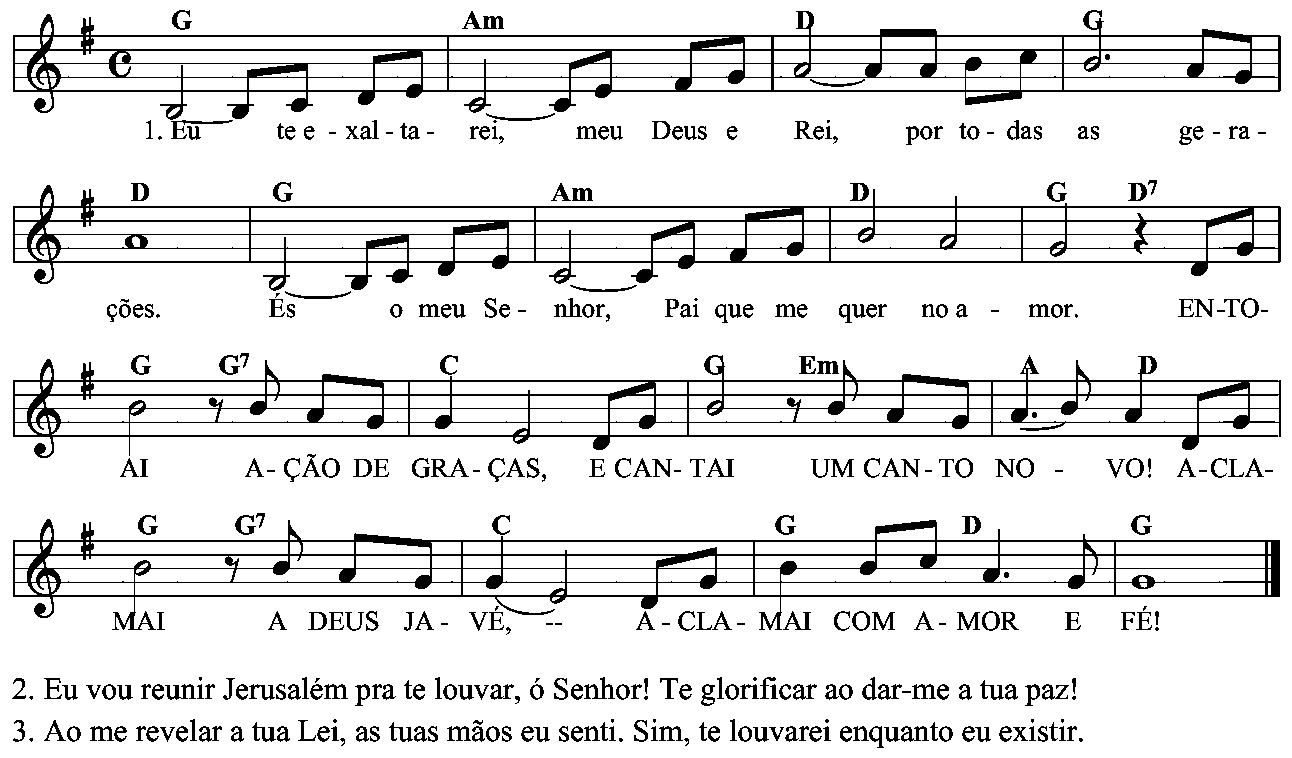 G Am D G
1. Eu te e - xal - ta - rei, meu Deus e Rei, por to - das as ge - ra -
D G Am D G D7
ções. És o meu Se - nhor, Pai que me quer no a - mor. EN-TO-
G G7 C G Em A D
AI A-ÇÃO DE GRA-ÇAS, E CAN-TAI UM CAN-TO NO - VO! A-CLA-
G G7 C G D G
MAI A DEUS JA - VÉ, -- A-CLA-MAI COM A-MOR E FÉ!
2. Eu vou reunir Jerusalém pra te louvar, ó Senhor! Te glorificar ao dar-me a tua paz!
3. Ao me revelar a tua Lei, as tuas mãos eu senti. Sim, te louvarei enquanto eu existir.